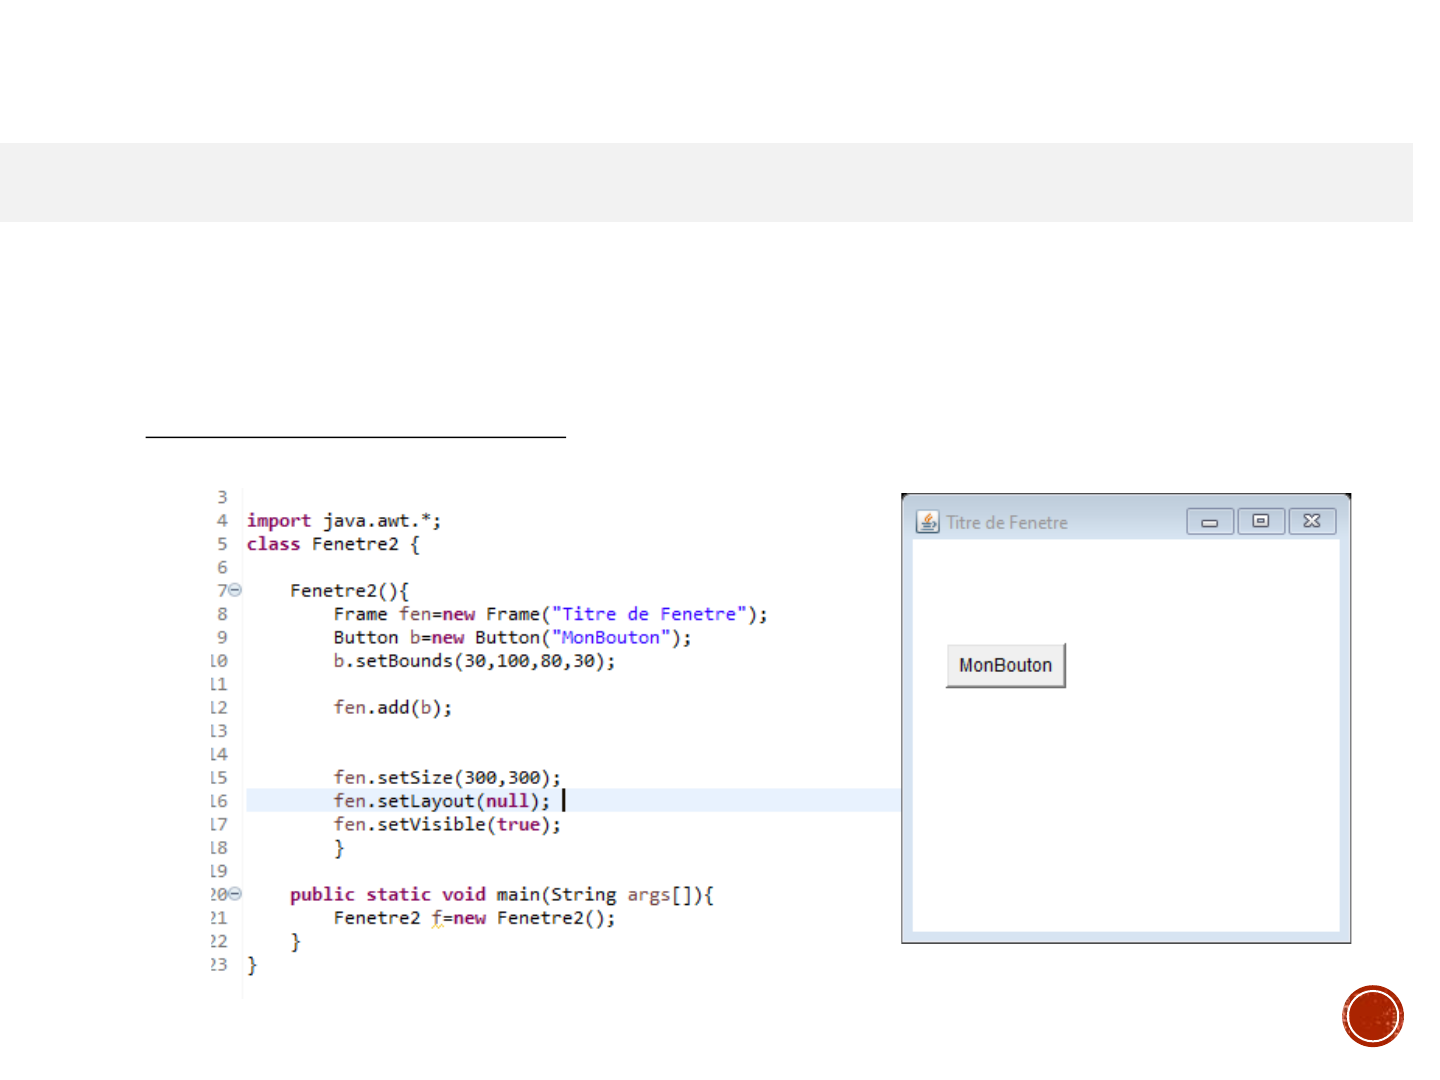 3
4 import java.awt.*;
5 class Fenetre2 {
6
7 Fenetre2(){
8 Frame fen=new Frame("Titre de Fenetre");
9 Button b=new Button("MonBouton");
10 b.setBounds(30,100,80,30);
11
12 fen.add(b);
13
14
15 fen.setSize(300,300);
16 fen.setLayout(null);
17 fen.setVisible(true);
18 }
19
20 public static void main(String args[]){
21 Fenetre2 f=new Fenetre2();
22 }
23 }
Titre de Fenetre
MonBouton